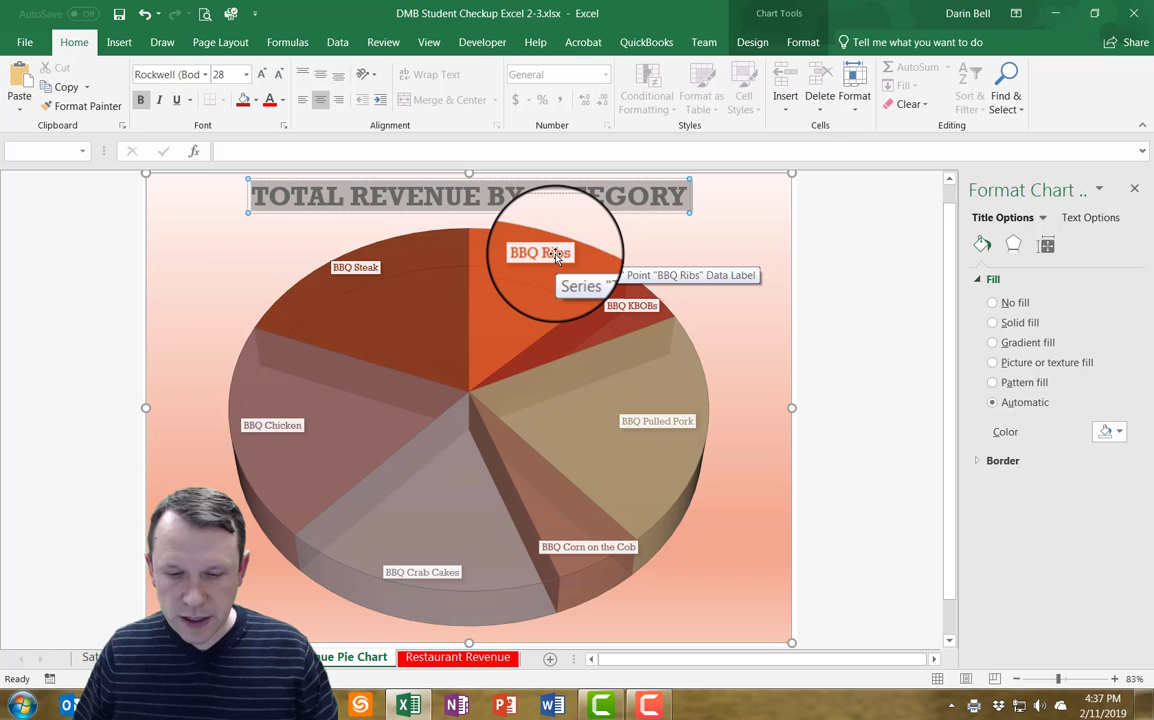 AutoSave Off
DMB Student Checkup Excel 2-3.xlsx - Excel
Chart Tools
Darin Bell
File Home Insert Draw Page Layout Formulas Data Review View Developer Help Acrobat QuickBooks Team Design Format Tell me what you want to do Share
Paste
Cut
Copy
Format Painter
Clipboard
Rockwell (Bod 28
B I U
Font
Wrap Text
Merge & Center
Alignment
General
$ % ,
Number
Conditional Formatting
Format as Table
Cell Styles
Styles
Insert Delete Format
Cells
AutoSum
Fill
Clear
Sort & Filter
Find & Select
Editing
fx
TOTAL REVENUE BY CATEGORY
BBQ Ribs
BBQ Steak
Series "T
Point "BBQ Ribs" Data Label
BBQ KBOBs
BBQ Pulled Pork
BBQ Chicken
BBQ Corn on the Cob
BBQ Crab Cakes
Format Chart ..
Title Options Text Options
Fill
No fill
Solid fill
Gradient fill
Picture or texture fill
Pattern fill
Automatic
Color
Border
Sat
nue Pie Chart
Restaurant Revenue
Ready
83%
4:37 PM
2/11/2019